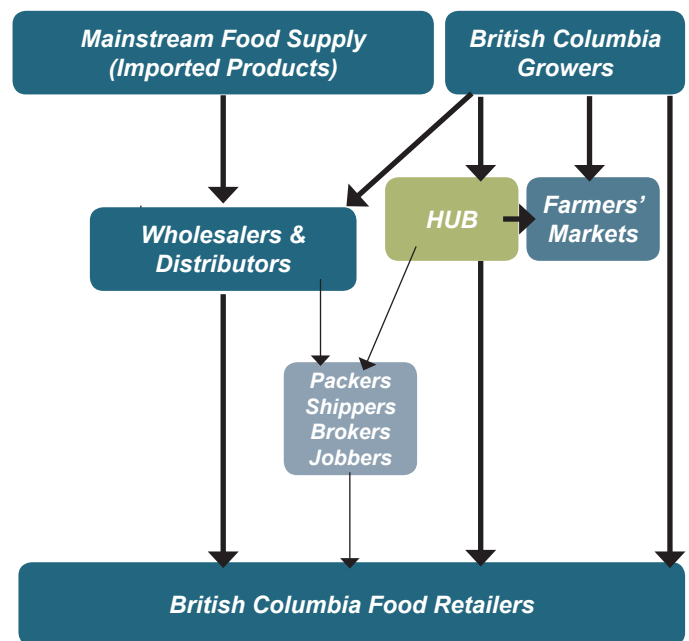 Mainstream Food Supply
(Imported Products)
British Columbia
Growers
Wholesalers &
Distributors
HUB
Farmers’
Markets
Packers
Shippers
Brokers
Jobbers
British Columbia Food Retailers